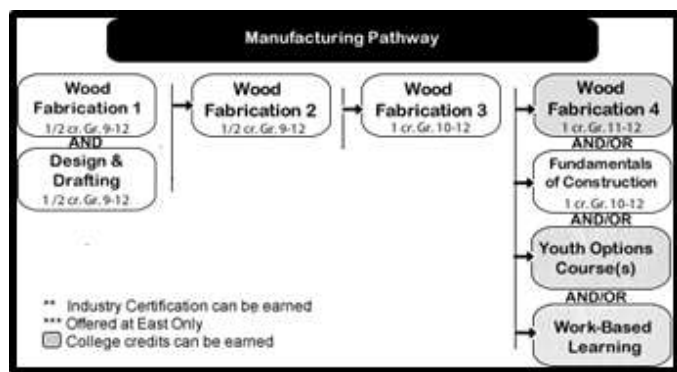 Manufacturing Pathway
Wood
Fabrication 1
1/2 cr. Gr. 9-12
AND
Design &
Drafting
1/2 cr. Gr. 9-12
Wood
Fabrication 2
1/2 cr. Gr. 9-12
Wood
Fabrication 3
1 cr. Gr. 10-12
Wood
Fabrication 4
1 cr. Gr. 11-12
AND/OR
Fundamentals
of Construction
1 cr. Gr. 10-12
AND/OR
Youth Options
Course(s)
AND/OR
Work-Based
Learning
** Industry Certification can be earned
*** Offered at East Only
College credits can be earned